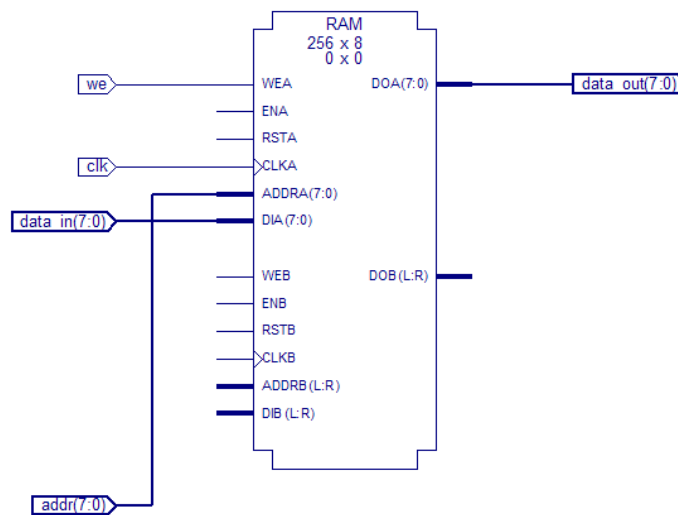 RAM
256 x 8
0 x 0
we
WEA
DOA(7:0)
data_out(7:0)
ENA
RSTA
clk
CLKA
ADDRA(7:0)
data_in(7:0)
DIA(7:0)
WEB
DOB(L:R)
ENB
RSTB
CLKB
ADDRB(L:R)
DIB(L:R)
addr(7:0)